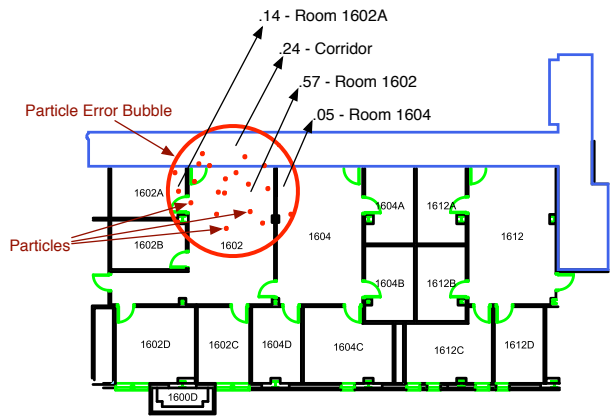 .14 - Room 1602A
.24 - Corridor
.57 - Room 1602
Particle Error Bubble
.05 - Room 1604
1602A
1604A
1612A
Particles
1602B
1602
1604
1612
1604B
1612B
1602D
1602C
1604D
1604C
1612C
1612D
1600D